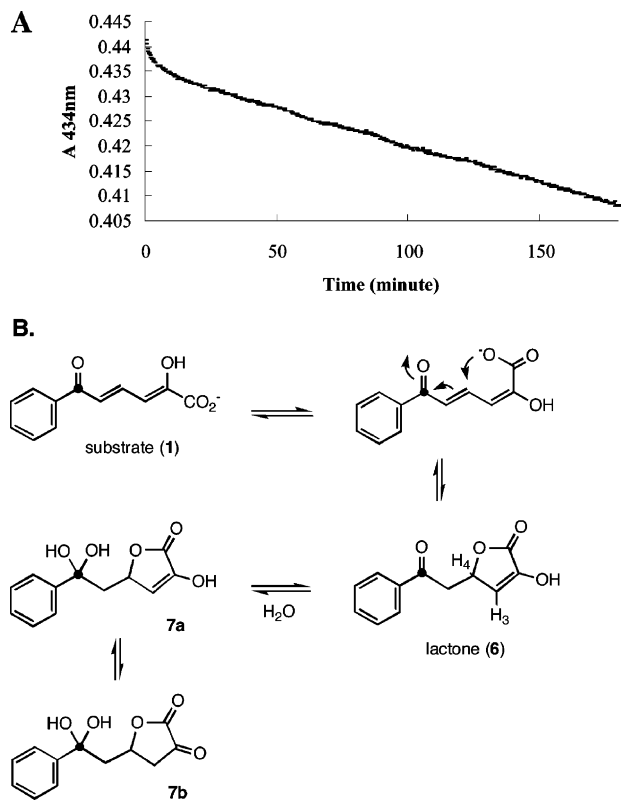 A
A 434nm
0.445
0.44
0.435
0.43
0.425
0.42
0.415
0.41
0.405
0 50 100 150
Time (minute)
B.
O OH CO₂⁻
substrate (1)
O ⁻O O OH
HO OH O O OH
7a
H₂O
O H₄ O O OH H₃
lactone (6)
HO OH O O O
7b